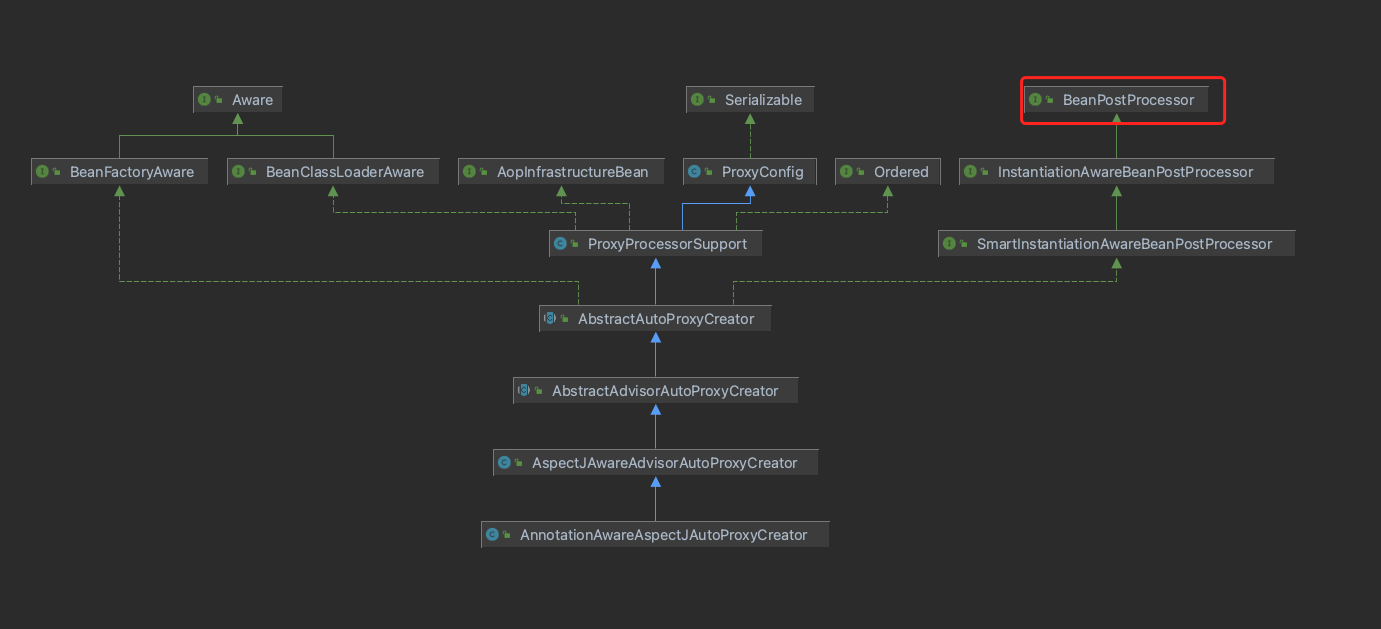 Aware
Serializable
BeanPostProcessor
BeanFactoryAware
BeanClassLoaderAware
AopInfrastructureBean
ProxyConfig
Ordered
InstantiationAwareBeanPostProcessor
ProxyProcessorSupport
SmartInstantiationAwareBeanPostProcessor
AbstractAutoProxyCreator
AbstractAdvisorAutoProxyCreator
AspectJAwareAdvisorAutoProxyCreator
AnnotationAwareAspectJAutoProxyCreator